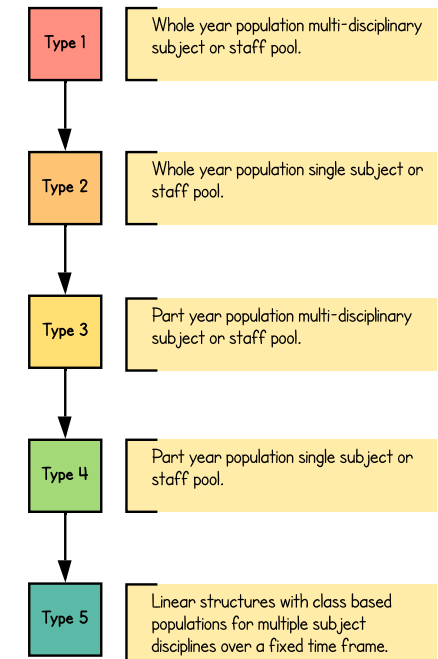 Type 1
Whole year population multi-disciplinary
subject or staff pool.
Type 2
Whole year population single subject or
staff pool.
Type 3
Part year population multi-disciplinary
subject or staff pool.
Type 4
Part year population single subject or
staff pool.
Type 5
Linear structures with class based
populations for multiple subject
disciplines over a fixed time frame.